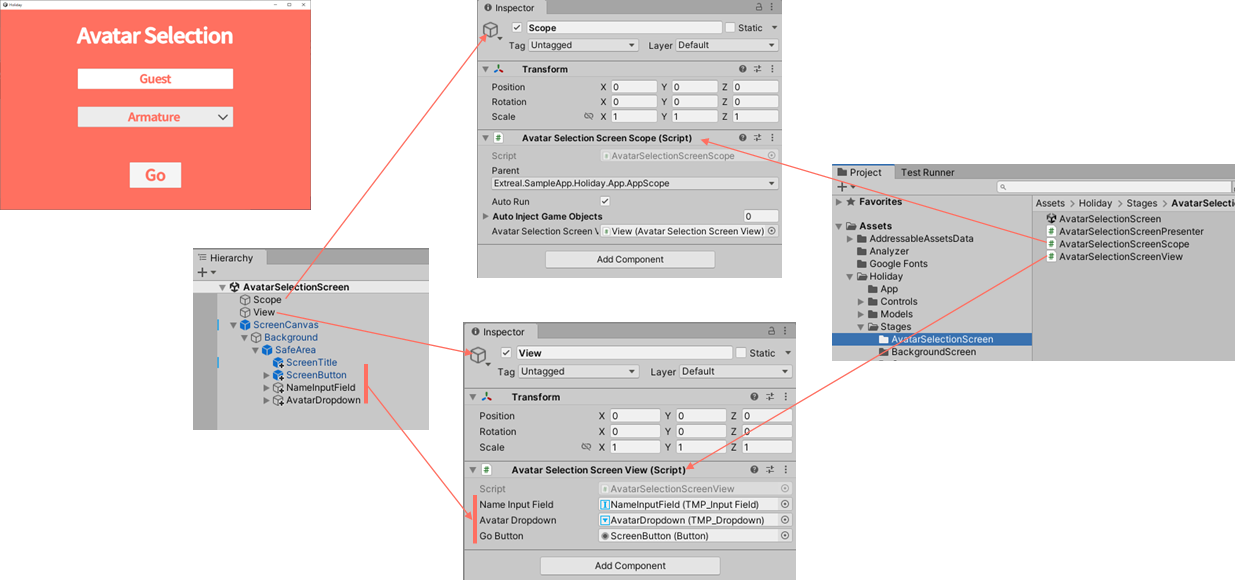 Holiday
Avatar Selection
Guest
Armature
Go
Hierarchy
AvatarSelectionScreen
Scope
View
ScreenCanvas
Background
SafeArea
ScreenTitle
ScreenButton
NameInputField
AvatarDropdown
Inspector
Scope Static
Tag Untagged Layer Default
Transform
Position X 0 Y 0 Z 0
Rotation X 0 Y 0 Z 0
Scale X 1 Y 1 Z 1
# Avatar Selection Screen Scope (Script)
Script # AvatarSelectionScreenScope
Parent
Extreal.SampleApp.Holiday.App.AppScope
Auto Run
Auto Inject Game Objects 0
Avatar Selection Screen V # View (Avatar Selection Screen View)
Add Component
Inspector
View Static
Tag Untagged Layer Default
Transform
Position X 0 Y 0 Z 0
Rotation X 0 Y 0 Z 0
Scale X 1 Y 1 Z 1
# Avatar Selection Screen View (Script)
Script # AvatarSelectionScreenView
Name Input Field NameInputField (TMP_Input Field)
Avatar Dropdown AvatarDropdown (TMP_Dropdown)
Go Button ScreenButton (Button)
Add Component
Project Test Runner
Favorites
Assets
AddressableAssetsData
Analyzer
Google Fonts
Holiday
App
Controls
Models
Stages
AvatarSelectionScreen
BackgroundScreen
Assets > Holiday > Stages > AvatarSelecti
AvatarSelectionScreen
# AvatarSelectionScreenPresenter
# AvatarSelectionScreenScope
# AvatarSelectionScreenView